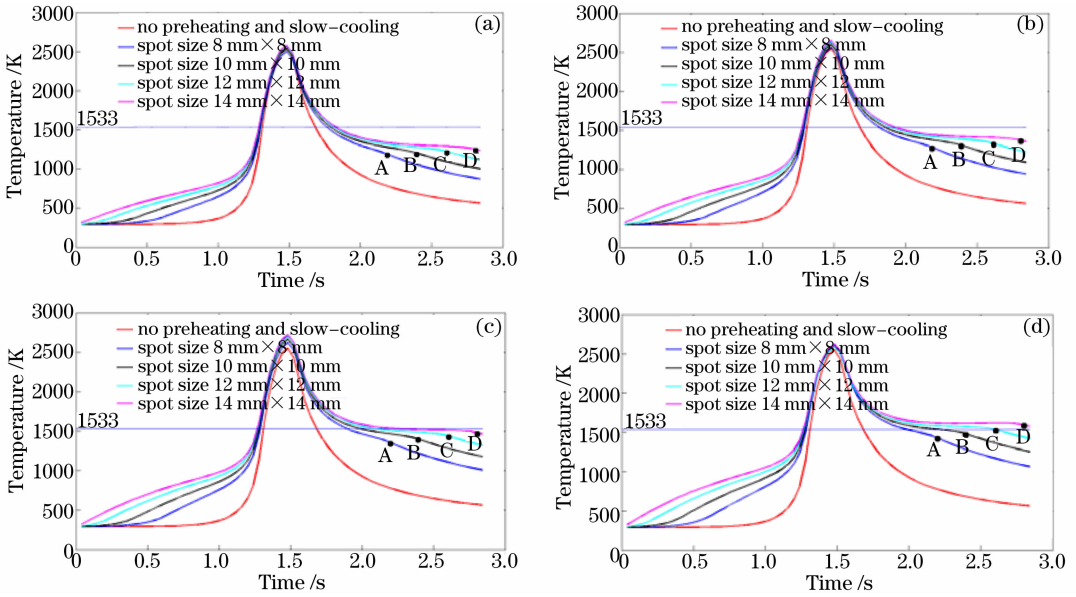 3000
(a)
no preheating and slow-cooling
2500
spot size 8 mm×8 mm
spot size 10 mm×10 mm
2000
spot size 12 mm×12 mm
spot size 14 mm×14 mm
1533
1500
Temperature /K
A B C D
1000
500
0
0 0.5 1.0 1.5 2.0 2.5 3.0
Time /s
3000
(b)
no preheating and slow-cooling
2500
spot size 8 mm×8 mm
spot size 10 mm×10 mm
2000
spot size 12 mm×12 mm
spot size 14 mm×14 mm
1533
1500
Temperature /K
A B C D
1000
500
0
0 0.5 1.0 1.5 2.0 2.5 3.0
Time /s
3000
(c)
no preheating and slow-cooling
2500
spot size 8 mm×8 mm
spot size 10 mm×10 mm
2000
spot size 12 mm×12 mm
spot size 14 mm×14 mm
1533
1500
Temperature /K
A B C D
1000
500
0
0 0.5 1.0 1.5 2.0 2.5 3.0
Time /s
3000
(d)
no preheating and slow-cooling
2500
spot size 8 mm×8 mm
spot size 10 mm×10 mm
2000
spot size 12 mm×12 mm
spot size 14 mm×14 mm
1533
1500
Temperature /K
A B C D
1000
500
0
0 0.5 1.0 1.5 2.0 2.5 3.0
Time /s